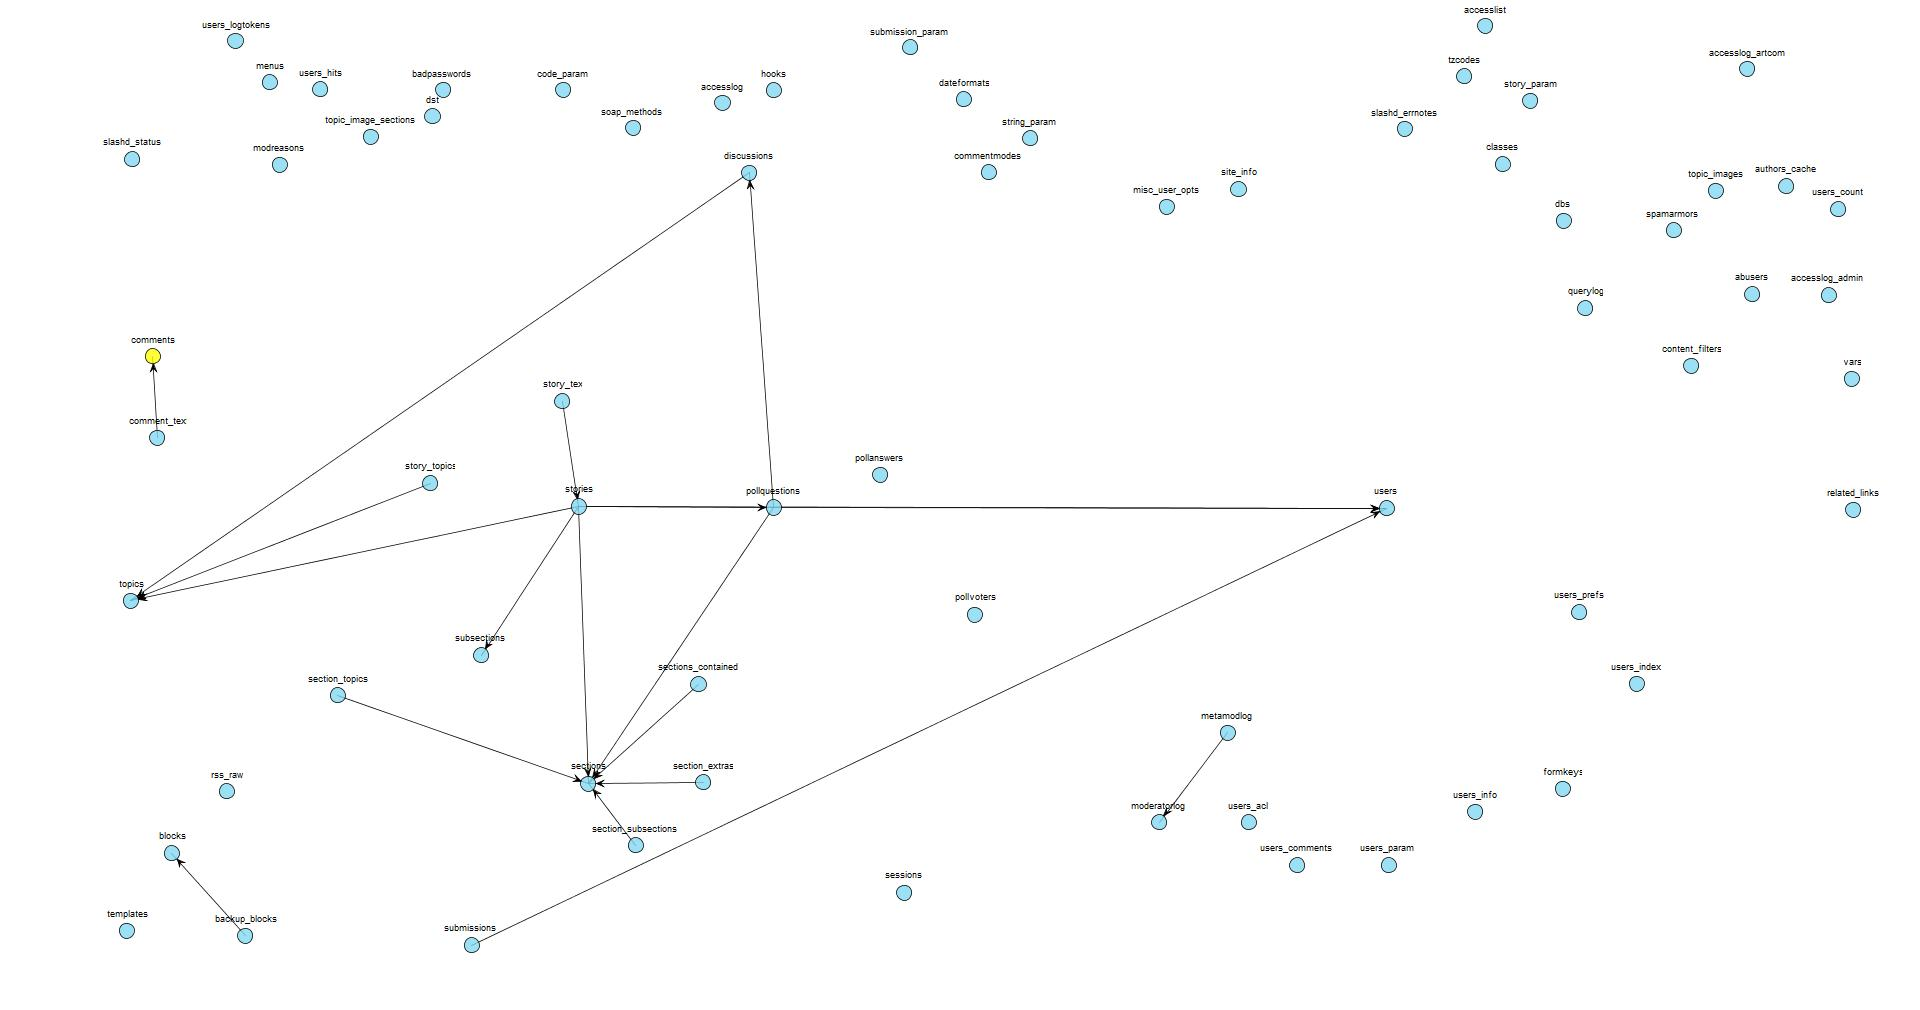 accesslist
users_logtokens
submission_param
accesslog_artcom
tzcodes
menus
users_hits
badpasswords
code_param
hooks
dateformats
story_param
accesslog
dst
soap_methods
slashd_errnotes
topic_image_sections
string_param
slashd_status
modreasons
discussions
commentmodes
classes
site_info
topic_images
authors_cache
misc_user_opts
users_count
dbs
spamarmors
abusers
accesslog_admin
querylog
comments
content_filters
vars
story_tex
comment_tex
pollanswers
story_topics
stories
pollquestions
users
related_links
topics
pollvoters
users_prefs
subsections
sections_contained
users_index
section_topics
metamodlog
sections
section_extras
rss_raw
formkeys
users_info
moderatorlog
users_acl
section_subsections
blocks
users_comments
users_param
sessions
templates
backup_blocks
submissions